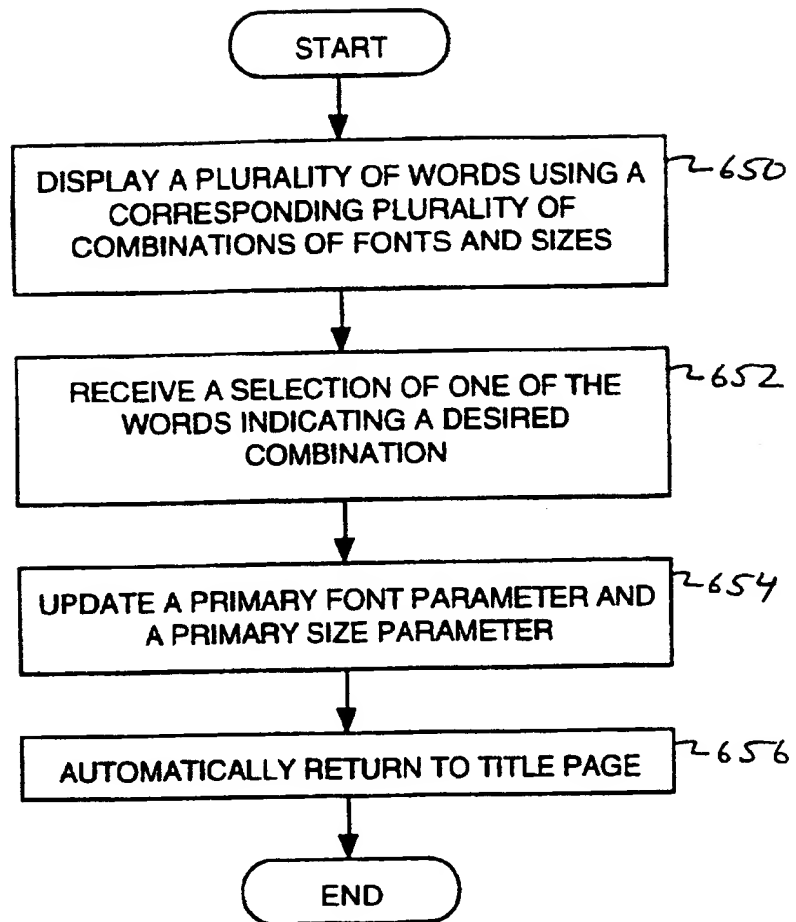 START
DISPLAY A PLURALITY OF WORDS USING A
CORRESPONDING PLURALITY OF
COMBINATIONS OF FONTS AND SIZES
650
RECEIVE A SELECTION OF ONE OF THE
WORDS INDICATING A DESIRED
COMBINATION
652
UPDATE A PRIMARY FONT PARAMETER AND
A PRIMARY SIZE PARAMETER
654
AUTOMATICALLY RETURN TO TITLE PAGE
656
END